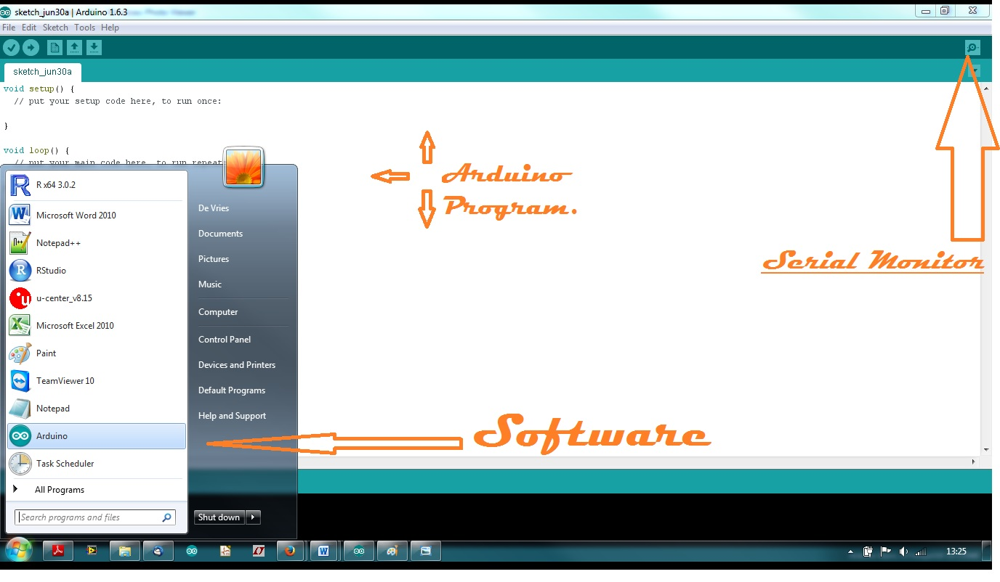 sketch_jun30a | Arduino 1.6.3
File Edit Sketch Tools Help
sketch_jun30a
void setup() {
// put your setup code here, to run once:
}
void loop() {
// put your main code here, to run repeat
Arduino
Program.
Serial Monitor
Software
R x64 3.0.2
Microsoft Word 2010
Notepad++
RStudio
u-center_v8.15
Microsoft Excel 2010
Paint
TeamViewer 10
Notepad
Arduino
Task Scheduler
All Programs
Search programs and files
De Vries
Documents
Pictures
Music
Computer
Control Panel
Devices and Printers
Default Programs
Help and Support
Shut down
13:25